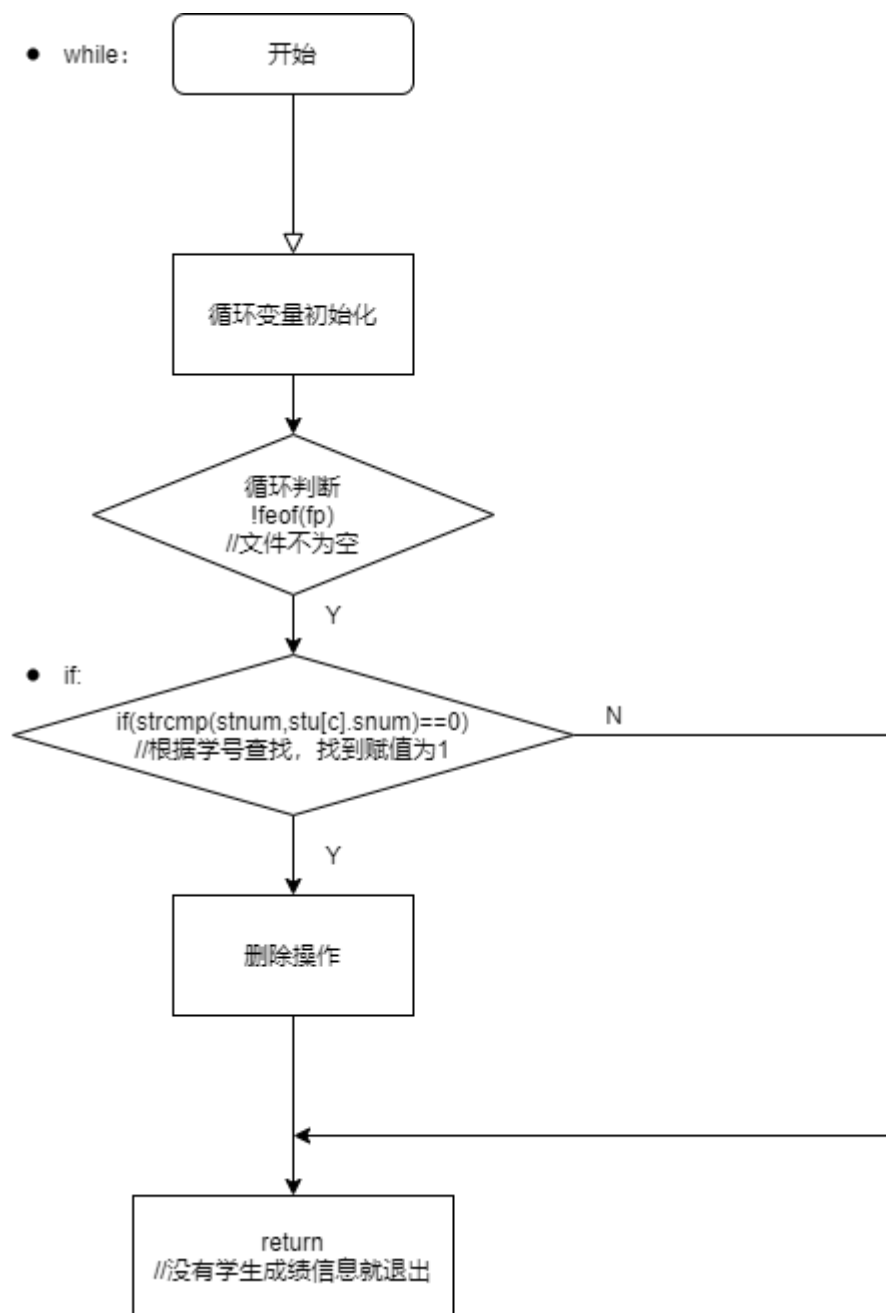 while：
开始
循环变量初始化
循环判断
!feof(fp)
//文件不为空
Y
if:
if(strcmp(stnum,stu[c].snum)==0)
//根据学号查找，找到赋值为1
N
Y
删除操作
return
//没有学生成绩信息就退出